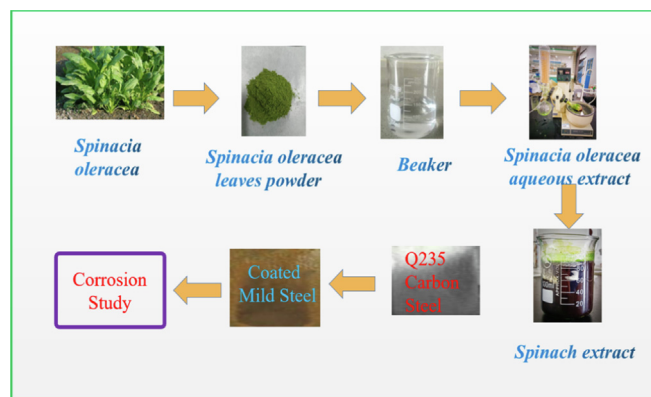 Spinacia
oleracea
Spinacia oleracea
leaves powder
Beaker
Spinacia oleracea
aqueous extract
Spinach extract
Q235
Carbon
Steel
Coated
Mild Steel
Corrosion
Study